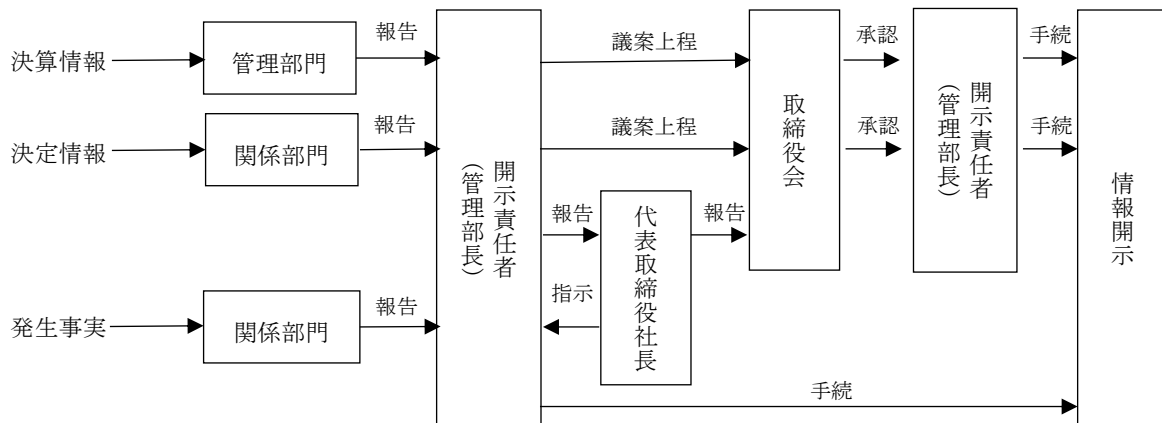 決算情報
管理部門
報告
議案上程
承認
手続
決定情報
関係部門
報告
議案上程
承認
手続
発生事実
関係部門
報告
開示責任者
(管理部長)
報告
指示
代表取締役社長
報告
取締役会
開示責任者
(管理部長)
手続
情報開示